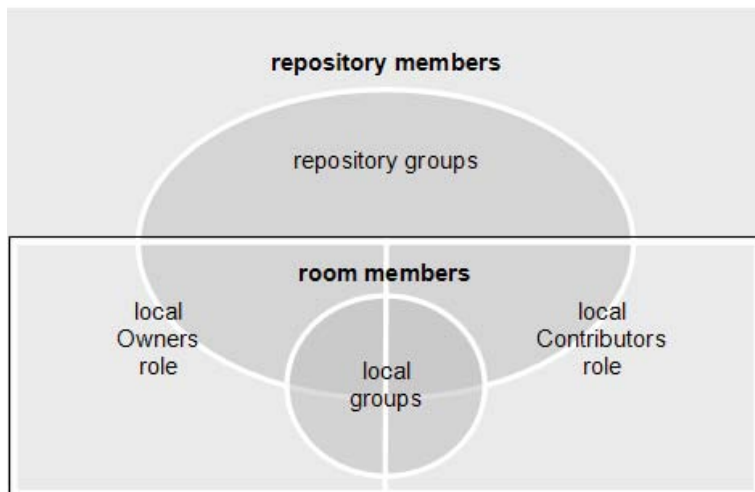 repository members
repository groups
room members
local
Owners
role
local
groups
local
Contributors
role